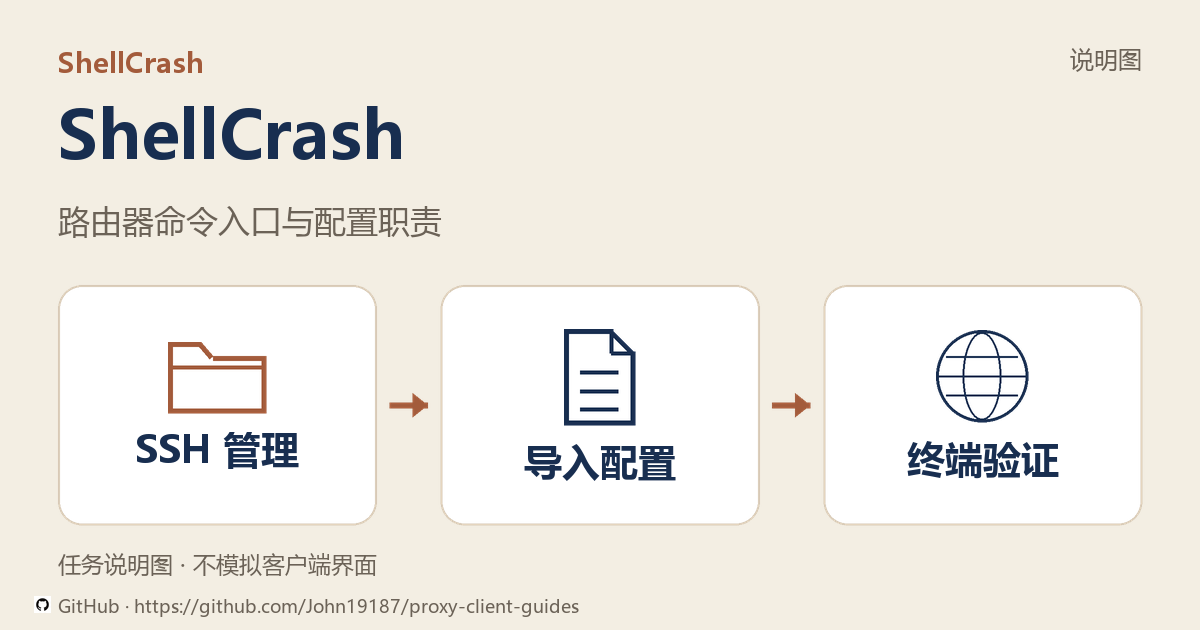 ShellCrash
说明图
ShellCrash
路由器命令入口与配置职责
SSH 管理
导入配置
终端验证
任务说明图 · 不模拟客户端界面
GitHub · https://github.com/John19187/proxy-client-guides